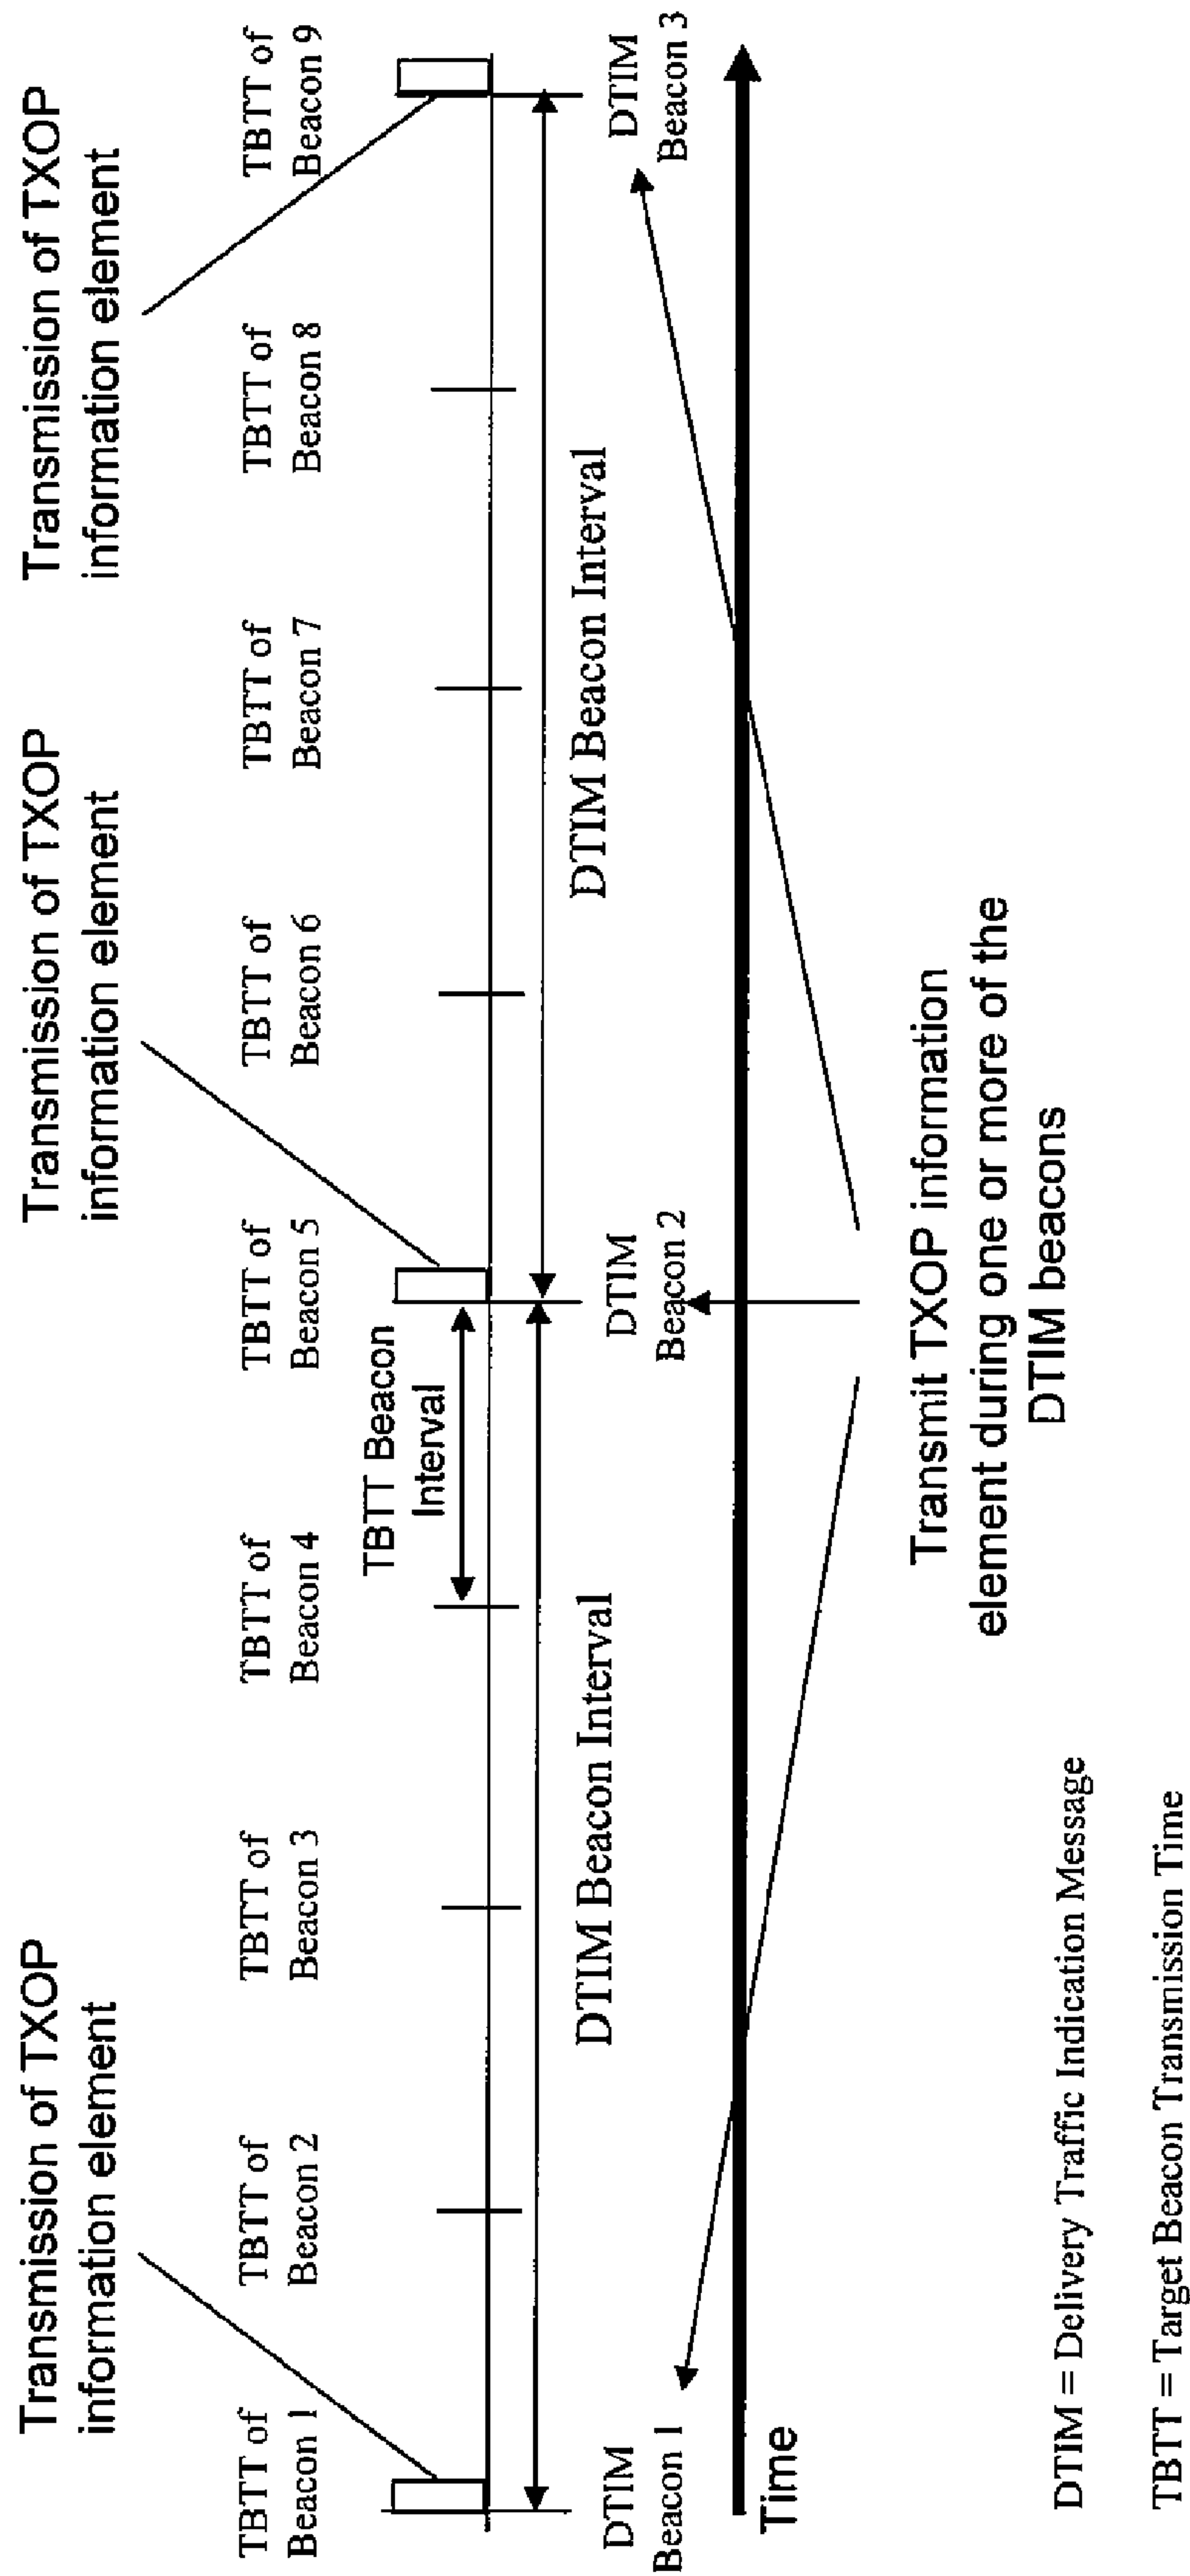 Transmission of TXOP
information element
Transmission of TXOP
information element
Transmission of TXOP
information element
TBTT of
Beacon 1
TBTT of
Beacon 2
TBTT of
Beacon 3
TBTT of
Beacon 4
TBTT of
Beacon 5
TBTT of
Beacon 6
TBTT of
Beacon 7
TBTT of
Beacon 8
TBTT of
Beacon 9
TBTT Beacon
Interval
DTIM Beacon Interval
DTIM Beacon Interval
DTIM
Beacon 1
DTIM
Beacon 2
DTIM
Beacon 3
Time
Transmit TXOP information
element during one or more of the
DTIM beacons
DTIM = Delivery Traffic Indication Message
TBTT = Target Beacon Transmission Time